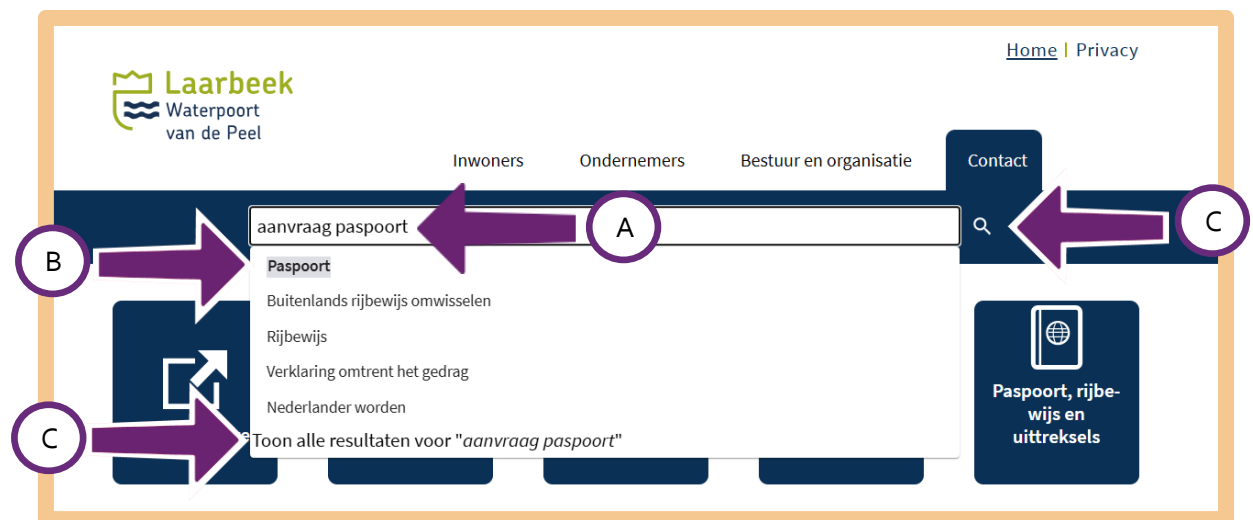 Home | Privacy
Laarbeek
Waterpoort
van de Peel
Inwoners Ondernemers Bestuur en organisatie Contact
aanvraag paspoort
A
C
B
Paspoort
Buitenlands rijbewijs omwisselen
Rijbewijs
Verklaring omtrent het gedrag
Nederlander worden
C
Toon alle resultaten voor "aanvraag paspoort"
Paspoort, rijbe-
wijs en
uittreksels